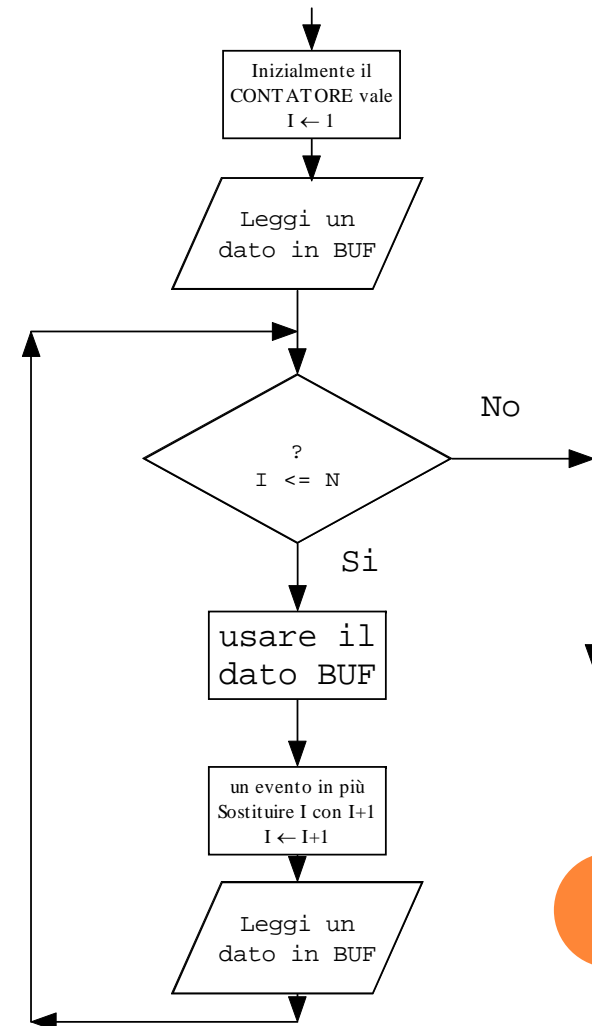 Inizialmente il
CONTATORE vale
I ← 1
Leggi un
dato in BUF
No
?
I <= N
Si
usare il
dato BUF
un evento in più
Sostituire I con I+1
I ← I+1
Leggi un
dato in BUF